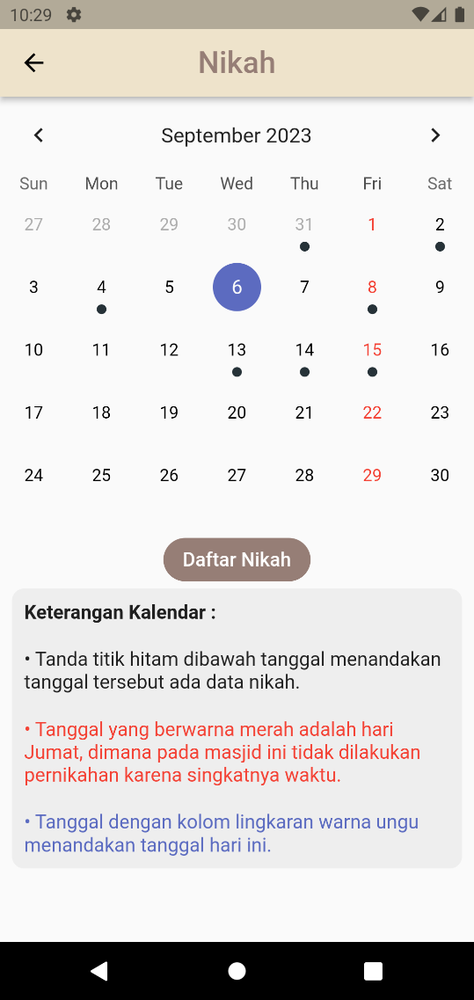 10:29
Nikah
September 2023
Sun Mon Tue Wed Thu Fri Sat
27 28 29 30 31 1 2
3 4 5 6 7 8 9
10 11 12 13 14 15 16
17 18 19 20 21 22 23
24 25 26 27 28 29 30
Daftar Nikah
Keterangan Kalendar :
• Tanda titik hitam dibawah tanggal menandakan
tanggal tersebut ada data nikah.
• Tanggal yang berwarna merah adalah hari
Jumat, dimana pada masjid ini tidak dilakukan
pernikahan karena singkatnya waktu.
• Tanggal dengan kolom lingkaran warna ungu
menandakan tanggal hari ini.